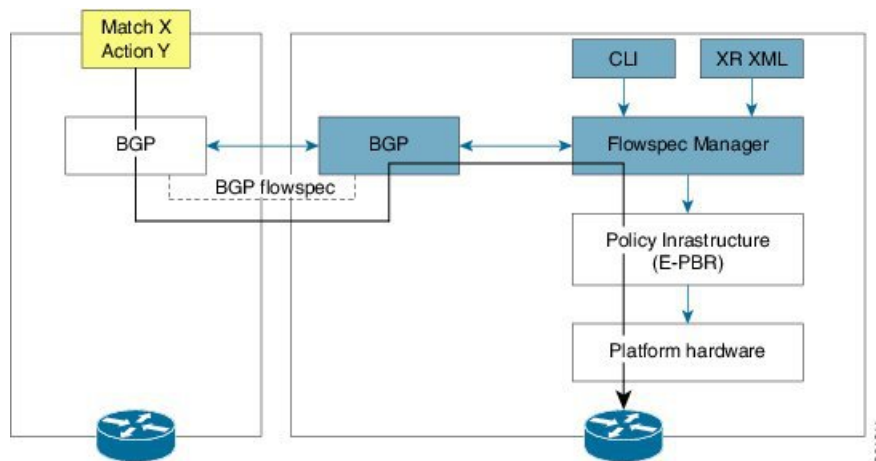 Match X
Action Y
CLI
XR XML
BGP
BGP
Flowspec Manager
BGP flowspec
Policy Inrastructure
(E-PBR)
Platform hardware